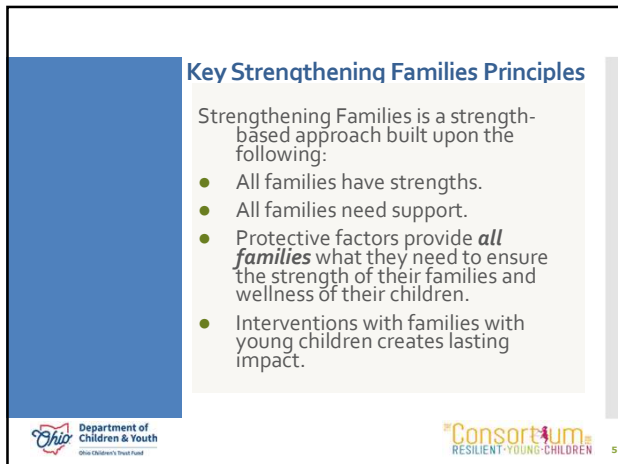 Key Strengthening Families Principles
Strengthening Families is a strength-
based approach built upon the
following:
● All families have strengths.
● All families need support.
● Protective factors provide all
families what they need to ensure
the strength of their families and
wellness of their children.
● Interventions with families with
young children creates lasting
impact.
Ohio
Department of
Children & Youth
Ohio Children's Trust Fund
THE
Consortium
FOR
RESILIENT·YOUNG·CHILDREN
5